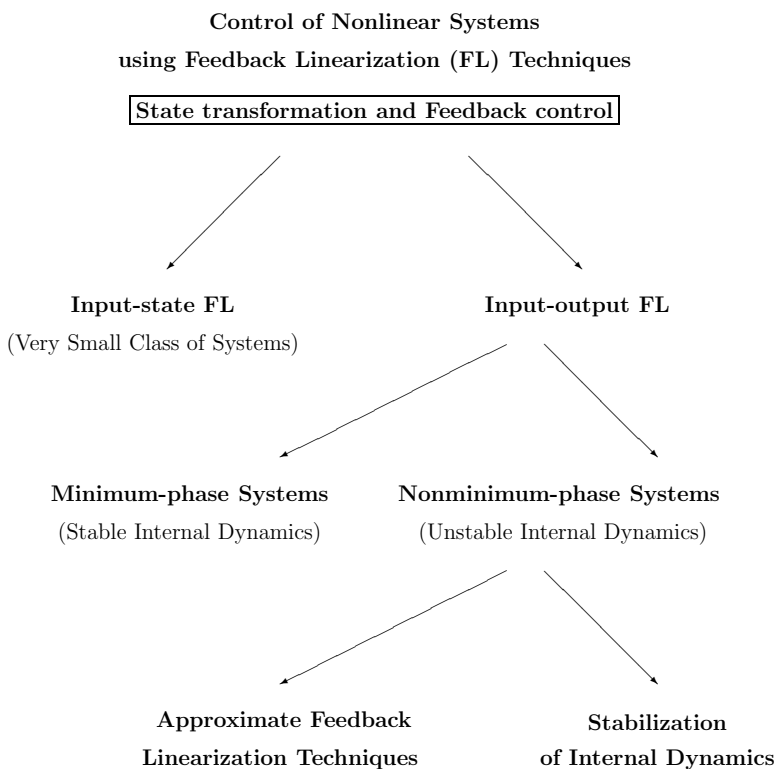 Control of Nonlinear Systems
using Feedback Linearization (FL) Techniques
State transformation and Feedback control
Input-state FL
(Very Small Class of Systems)
Input-output FL
Minimum-phase Systems
(Stable Internal Dynamics)
Nonminimum-phase Systems
(Unstable Internal Dynamics)
Approximate Feedback
Linearization Techniques
Stabilization
of Internal Dynamics